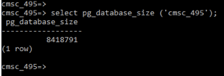 cmsc_495=>
cmsc_495=> select pg_database_size ('cmsc_495');
pg_database_size
------------------
8418791
(1 row)
cmsc_495=>